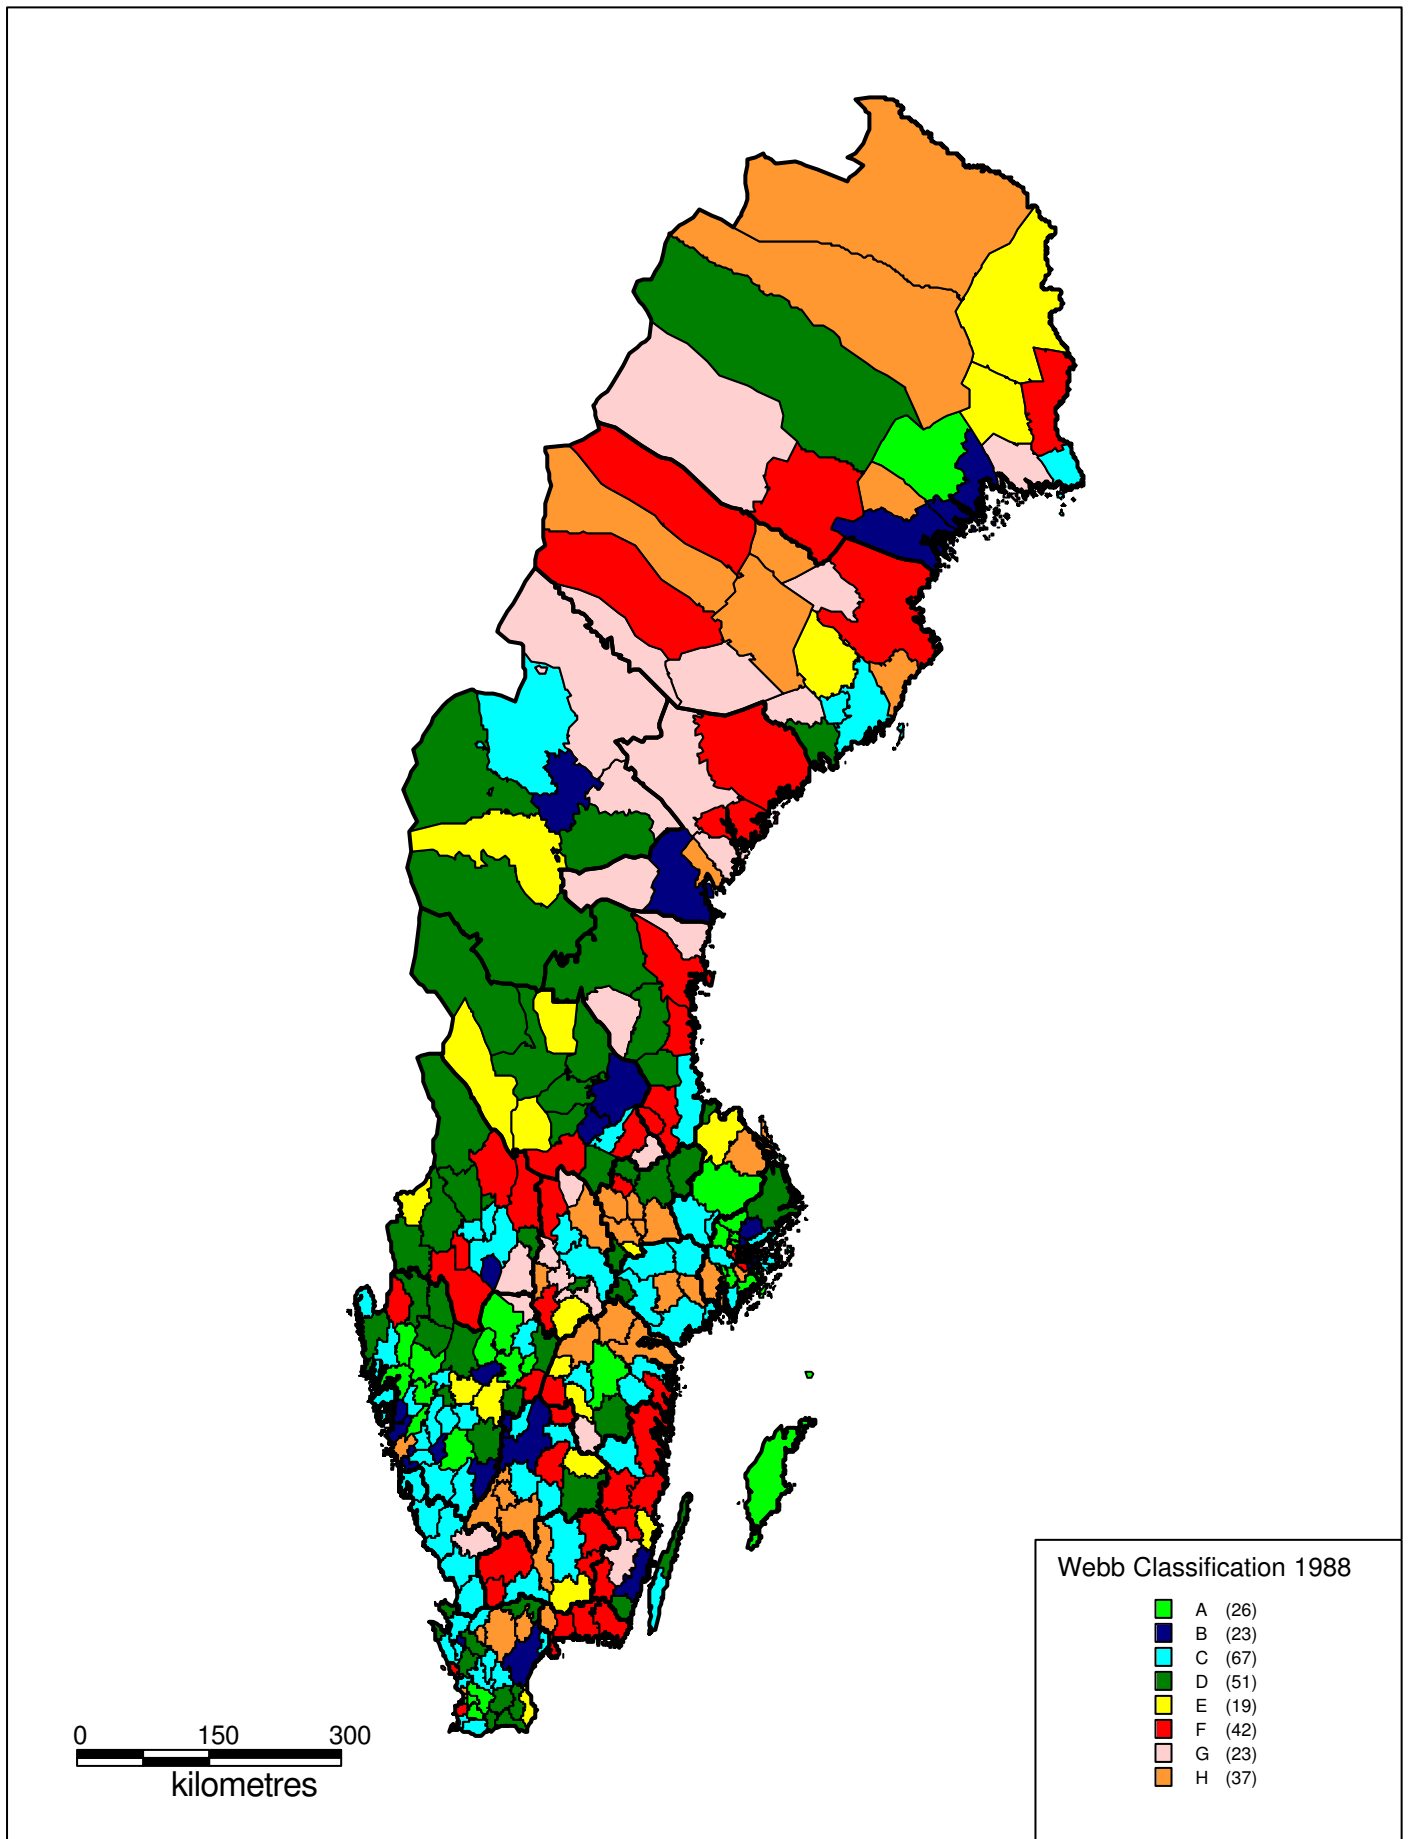 Webb Classification 1988
A (26)
B (23)
C (67)
D (51)
E (19)
F (42)
G (23)
H (37)
0 150 300
kilometres